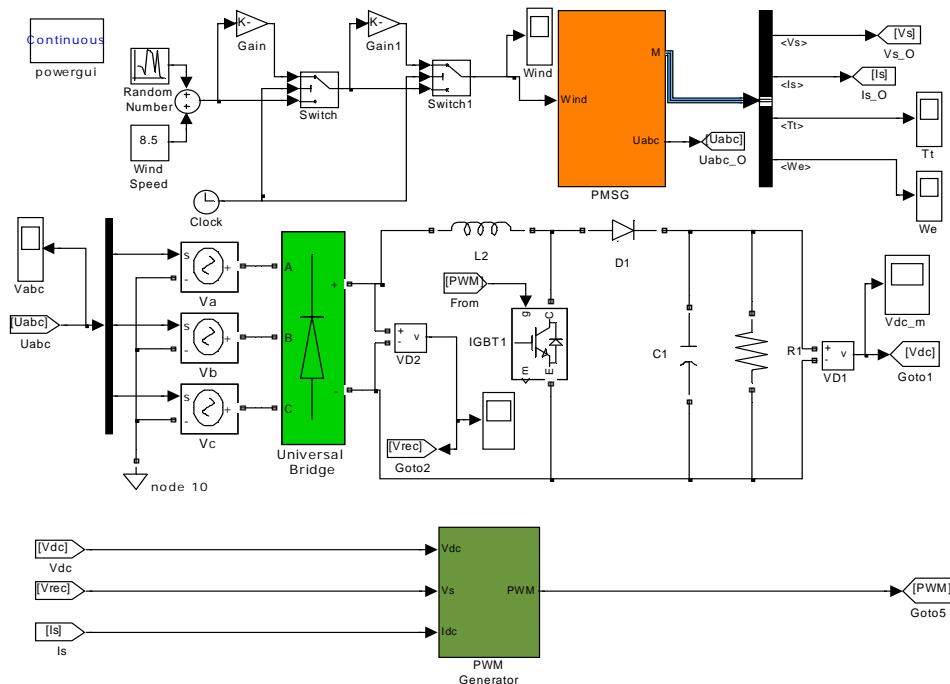 Continuous
powergui
Random
Number
8.5
Wind
Speed
+
+
K-
Gain
K-
Gain1
Switch
Switch1
Clock
Wind
Wind
M
Uabc
PMSG
[Uabc]
Uabc_O
<Vs>
<Is>
<Tt>
<We>
[Vs]
Vs_O
[Is]
Is_O
Tt
We
Vabc
[Uabc]
Uabc
s
-
+
Va
s
-
+
Vb
s
-
+
Vc
node 10
A
B
C
+
-
Universal
Bridge
L2
D1
[PWM]
From
IGBT1
g
C
m
E
+
-
v
VD2
[Vrec]
Goto2
C1
R1
+
-
v
VD1
Vdc_m
[Vdc]
Goto1
[Vdc]
Vdc
[Vrec]
[Is]
Is
Vdc
Vs
Idc
PWM
PWM
Generator
[PWM]
Goto5